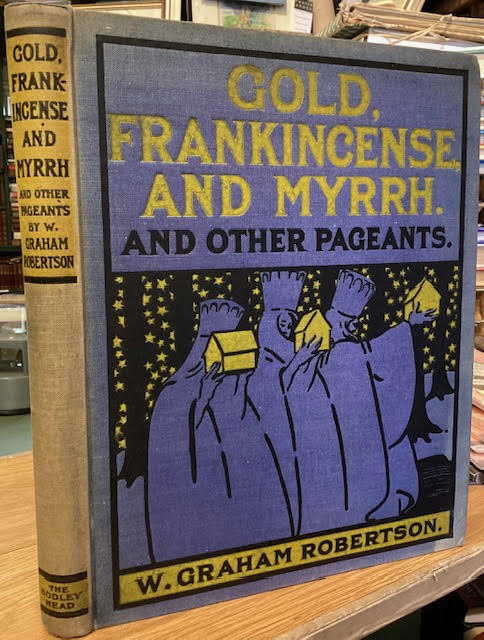 GOLD,
FRANK-
INCENSE
AND
MYRRH
AND OTHER
PAGEANTS
BY W.
GRAHAM
ROBERTSON
THE
BODLEY
HEAD
GOLD,
FRANKINCENSE,
AND MYRRH.
AND OTHER PAGEANTS.
W. GRAHAM ROBERTSON.